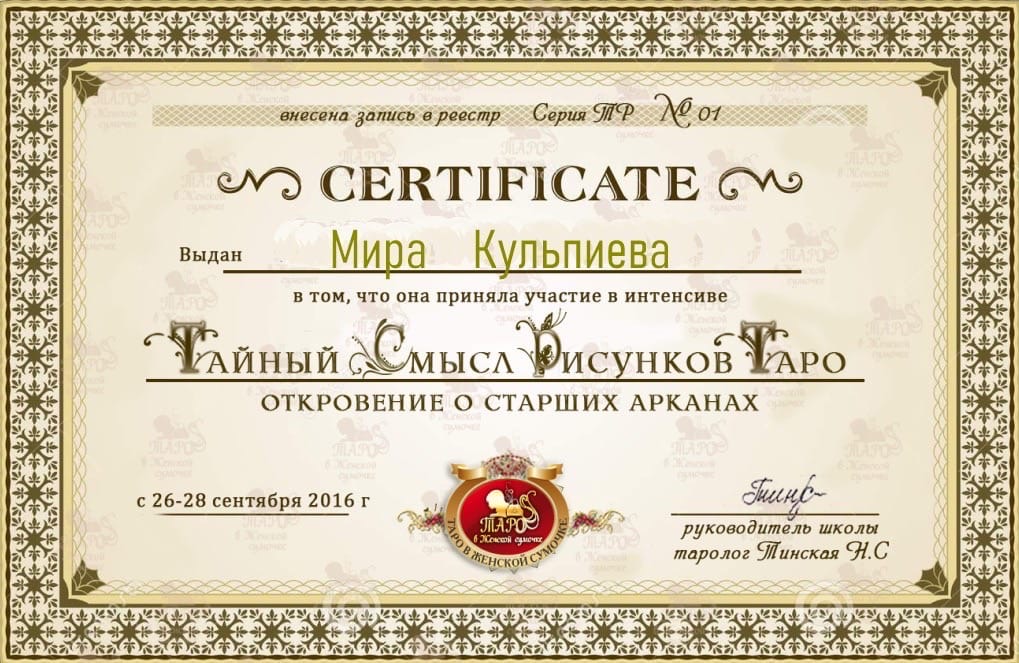 внесена запись в реестр Серия ТР № 01
CERTIFICATE
Выдан Мира Кульпиева
в том, что она приняла участие в интенсиве
Тайный Смысл Рисунков Таро
ОТКРОВЕНИЕ О СТАРШИХ АРКАНАХ
с 26-28 сентября 2016 г
ТАРО
в Женской сумочке
ТАРО В ЖЕНСКОЙ СУМОЧКЕ
руководитель школы
таролог Тинская Н.С